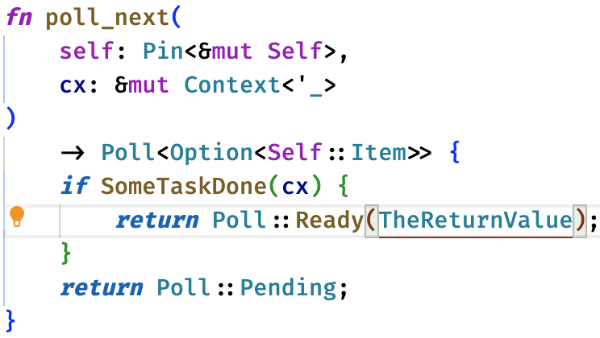 fn poll_next(
    self: Pin<&mut Self>,
    cx: &mut Context<'_>
)
    -> Poll<Option<Self::Item>> {
    if SomeTaskDone(cx) {
        return Poll::Ready(TheReturnValue);
    }
    return Poll::Pending;
}